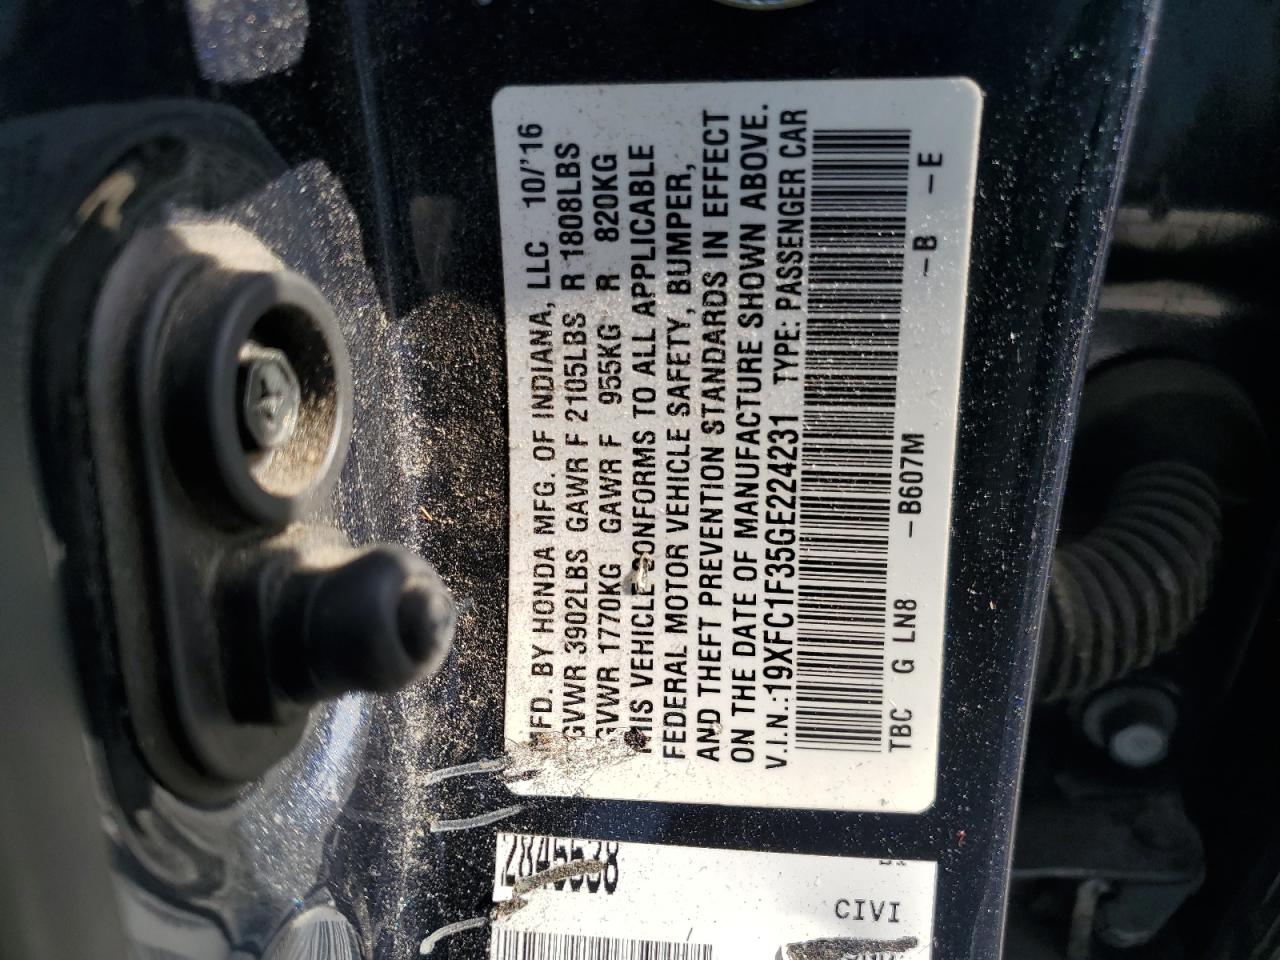 MFD. BY HONDA MFG. OF INDIANA, LLC 10/'16
GVWR 3902LBS GAWR F 2105LBS R 1808LBS
GVWR 1770KG GAWR F 955KG R 820KG
THIS VEHICLE CONFORMS TO ALL APPLICABLE
FEDERAL MOTOR VEHICLE SAFETY, BUMPER,
AND THEFT PREVENTION STANDARDS IN EFFECT
ON THE DATE OF MANUFACTURE SHOWN ABOVE.
V.I.N.:19XFC1F35GE224231 TYPE: PASSENGER CAR
TBC G LN8 -B607M -B -E
2845538
CIVI